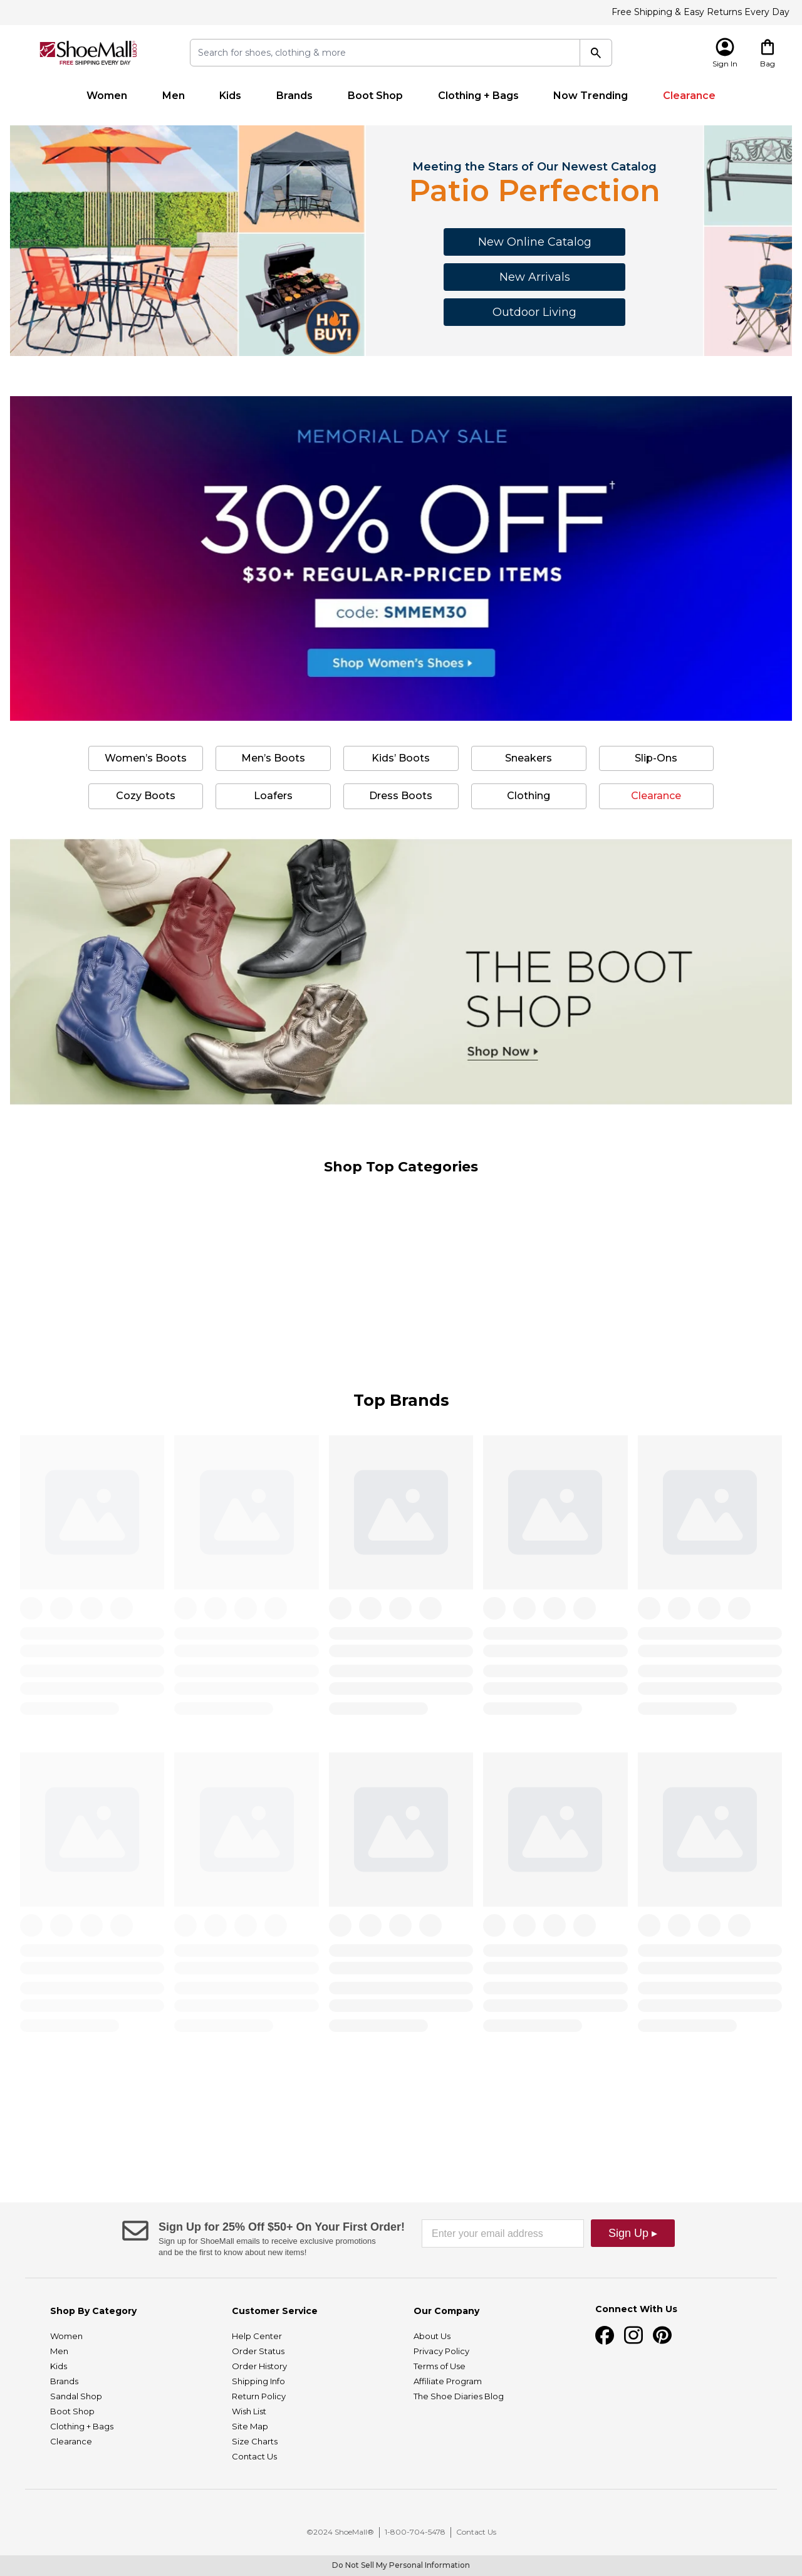 Free Shipping & Easy Returns Every Day
ShoeMall.com
FREE SHIPPING EVERY DAY
Search for shoes, clothing & more
Sign In
Bag
Women Men Kids Brands Boot Shop Clothing + Bags Now Trending Clearance
Meeting the Stars of Our Newest Catalog
Patio Perfection
New Online Catalog
New Arrivals
Outdoor Living
HOT
BUY!
MEMORIAL DAY SALE
30% OFF†
$30+ REGULAR-PRICED ITEMS
code: SMMEM30
Shop Women's Shoes
Women's Boots Men's Boots Kids' Boots Sneakers Slip-Ons
Cozy Boots Loafers Dress Boots Clothing Clearance
THE BOOT
SHOP
Shop Now
Shop Top Categories
Top Brands
Sign Up for 25% Off $50+ On Your First Order!
Sign up for ShoeMall emails to receive exclusive promotions
and be the first to know about new items!
Enter your email address
Sign Up ▸
Shop By Category
Women
Men
Kids
Brands
Sandal Shop
Boot Shop
Clothing + Bags
Clearance
Customer Service
Help Center
Order Status
Order History
Shipping Info
Return Policy
Wish List
Site Map
Size Charts
Contact Us
Our Company
About Us
Privacy Policy
Terms of Use
Affiliate Program
The Shoe Diaries Blog
Connect With Us
©2024 ShoeMall® | 1-800-704-5478 | Contact Us
Do Not Sell My Personal Information